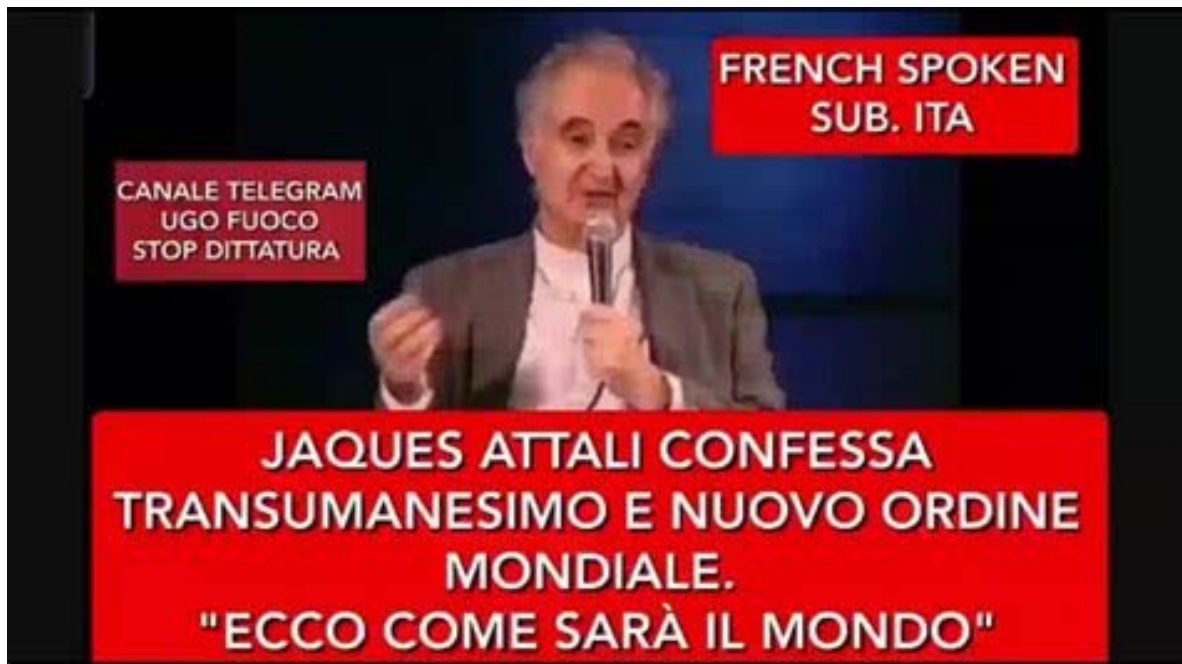 FRENCH SPOKEN
SUB. ITA
CANALE TELEGRAM
UGO FUOCO
STOP DITTATURA
JAQUES ATTALI CONFESSA
TRANSUMANESIMO E NUOVO ORDINE
MONDIALE.
"ECCO COME SARÀ IL MONDO"